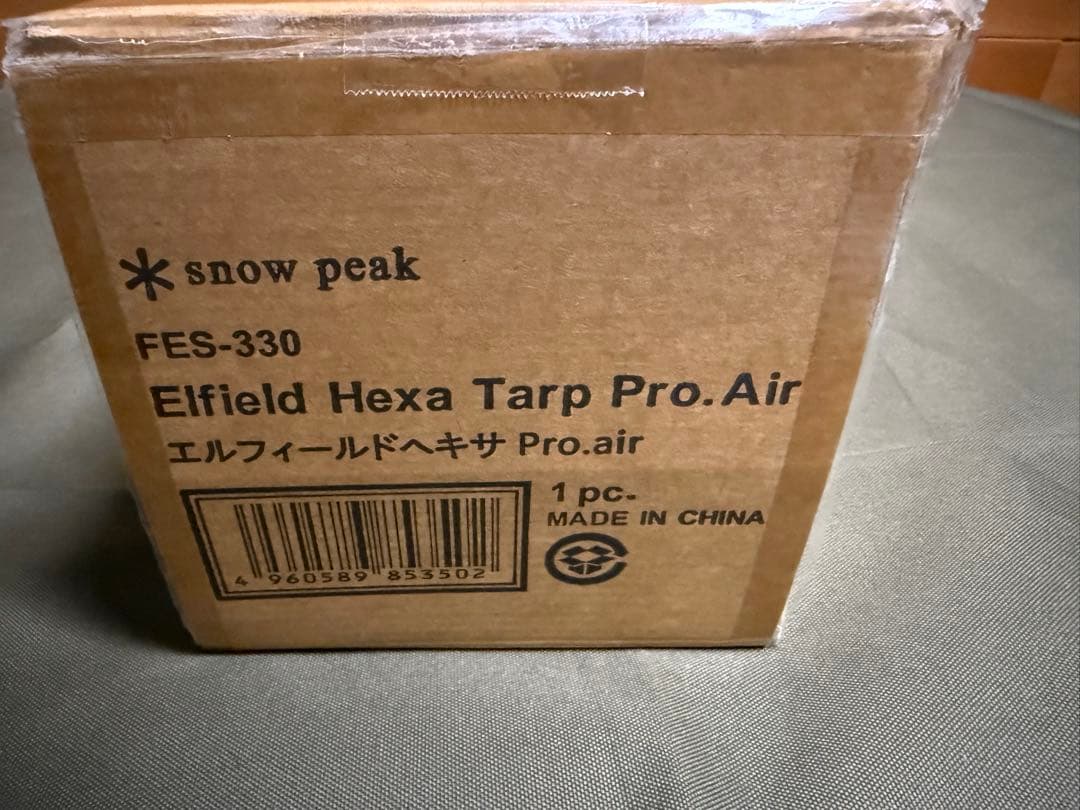 snow peak
FES-330
Elfield Hexa Tarp Pro.Air
エルフィールドヘキサ Pro.air
1 pc.
MADE IN CHINA
4 960589 853502